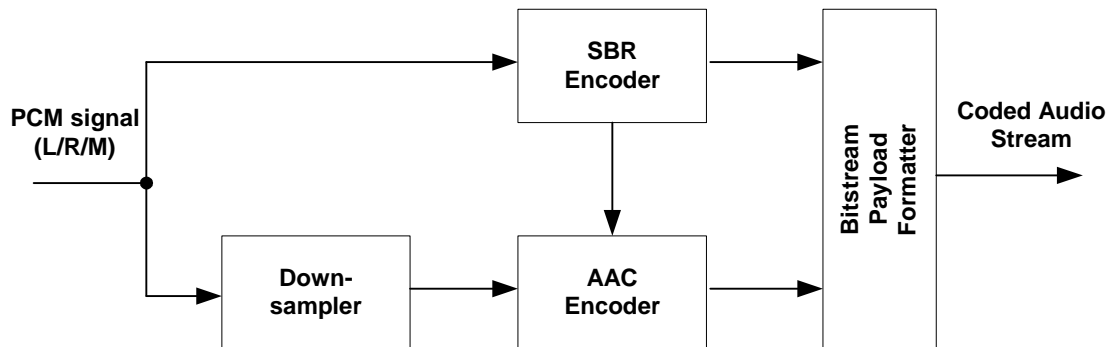 PCM signal
(L/R/M)
SBR
Encoder
Down-
sampler
AAC
Encoder
Bitstream
Payload
Formatter
Coded Audio
Stream